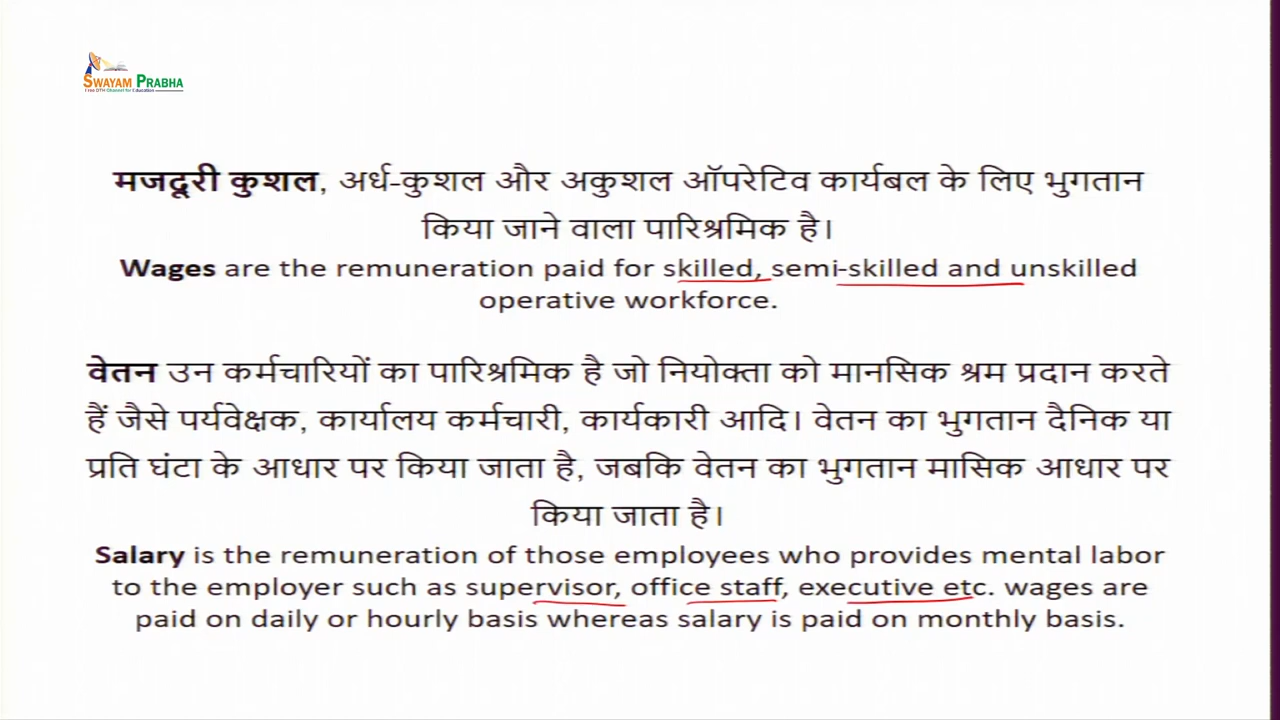 SWAYAM PRABHA
मजदूरी कुशल, अर्ध-कुशल और अकुशल ऑपरेटिव कार्यबल के लिए भुगतान
किया जाने वाला पारिश्रमिक है।
Wages are the remuneration paid for skilled, semi-skilled and unskilled
operative workforce.
वेतन उन कर्मचारियों का पारिश्रमिक है जो नियोक्ता को मानसिक श्रम प्रदान करते
हैं जैसे पर्यवेक्षक, कार्यालय कर्मचारी, कार्यकारी आदि। वेतन का भुगतान दैनिक या
प्रति घंटा के आधार पर किया जाता है, जबकि वेतन का भुगतान मासिक आधार पर
किया जाता है।
Salary is the remuneration of those employees who provides mental labor
to the employer such as supervisor, office staff, executive etc. wages are
paid on daily or hourly basis whereas salary is paid on monthly basis.